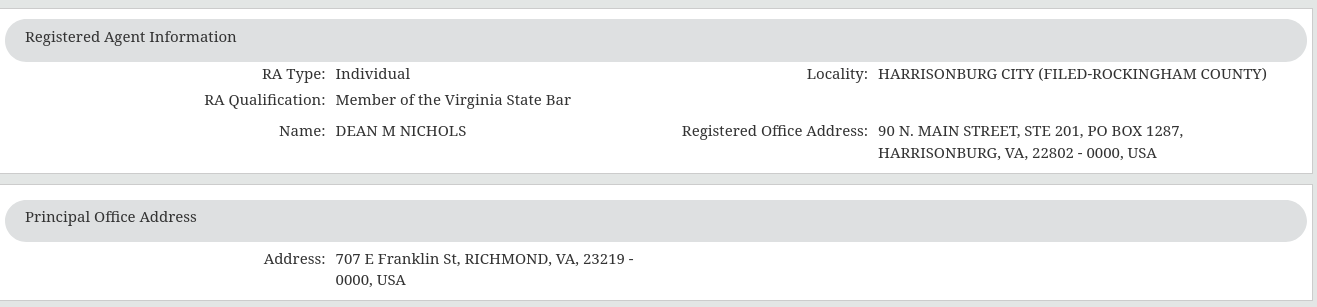 Registered Agent Information
RA Type: Individual
Locality: HARRISONBURG CITY (FILED-ROCKINGHAM COUNTY)
RA Qualification: Member of the Virginia State Bar
Name: DEAN M NICHOLS
Registered Office Address: 90 N. MAIN STREET, STE 201, PO BOX 1287,
HARRISONBURG, VA, 22802 - 0000, USA
Principal Office Address
Address: 707 E Franklin St, RICHMOND, VA, 23219 -
0000, USA